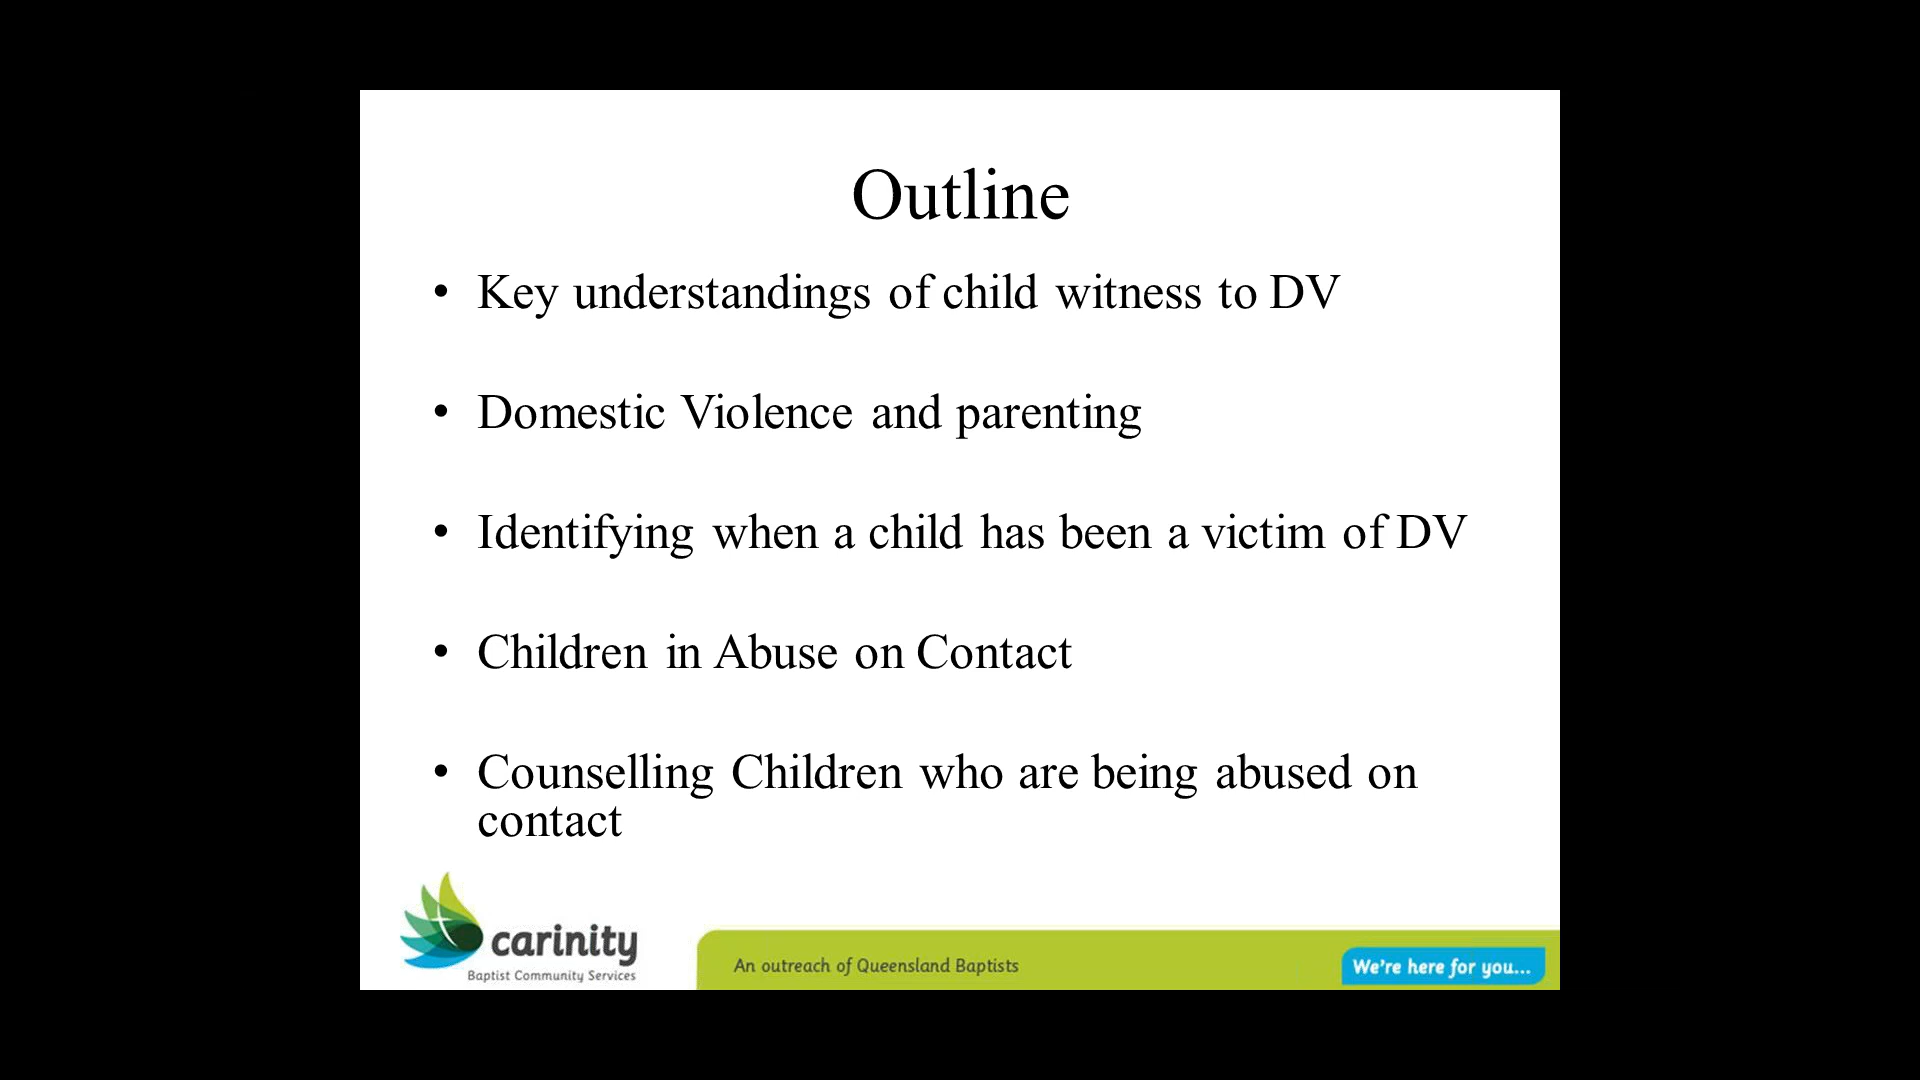 Outline
• Key understandings of child witness to DV
• Domestic Violence and parenting
• Identifying when a child has been a victim of DV
• Children in Abuse on Contact
• Counselling Children who are being abused on
contact
carinity
Baptist Community Services
An outreach of Queensland Baptists
We're here for you...